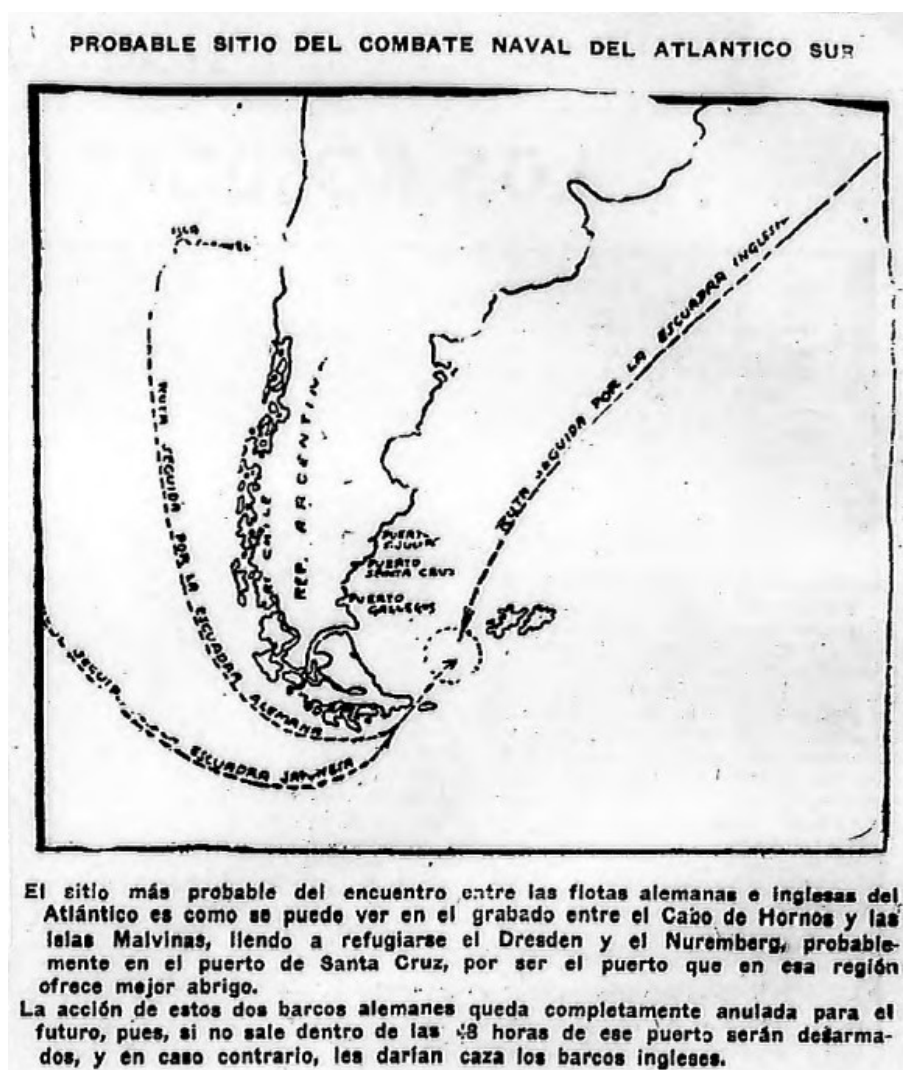 PROBABLE SITIO DEL COMBATE NAVAL DEL ATLANTICO SUR
ISLA
RUTA SEGUIDA POR LA ESCUADRA INGLESA
RUTA SEGUIDA POR LA ESCUADRA ALEMANA
CHILE
REP. ARGENTIN
PUERTO
S. JULIAN
PUERTO
SANTA CRUZ
PUERTO
GALLEGOS
ESCUADRA JAPONESA
El sitio más probable del encuentro entre las flotas alemanas e inglesas del
Atlántico es como se puede ver en el grabado entre el Cabo de Hornos y las
Islas Malvinas, llendo a refugiarse el Dresden y el Nuremberg, probable-
mente en el puerto de Santa Cruz, por ser el puerto que en esa región
ofrece mejor abrigo.
La acción de estos dos barcos alemanes queda completamente anulada para el
futuro, pues, si no sale dentro de las 48 horas de ese puerto serán desarma-
dos, y en caso contrario, les darían caza los barcos ingleses.